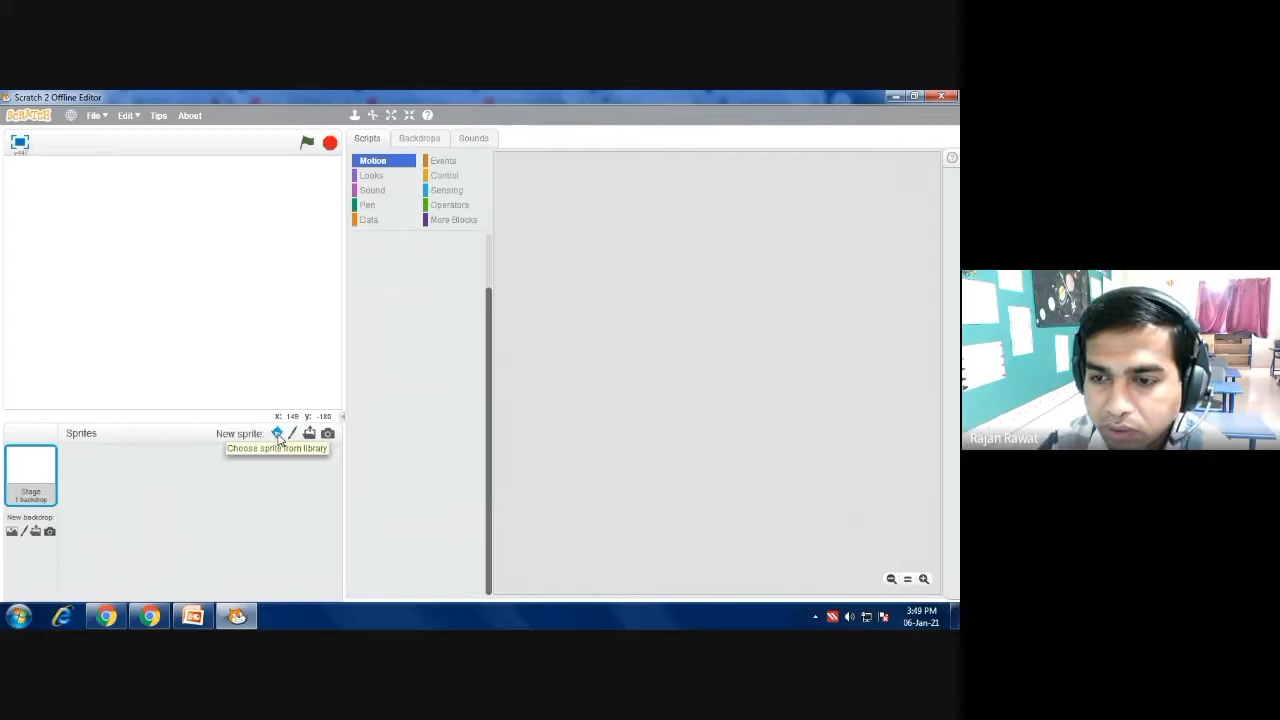 Scratch 2 Offline Editor
SCRATCH File Edit Tips About
v447
Scripts Backdrops Sounds
Motion Events
Looks Control
Sound Sensing
Pen Operators
Data More Blocks
x: 149 y: -180
Sprites New sprite:
Choose sprite from library
Stage
1 backdrop
New backdrop:
Rajan Rawat
3:49 PM
06-Jan-21